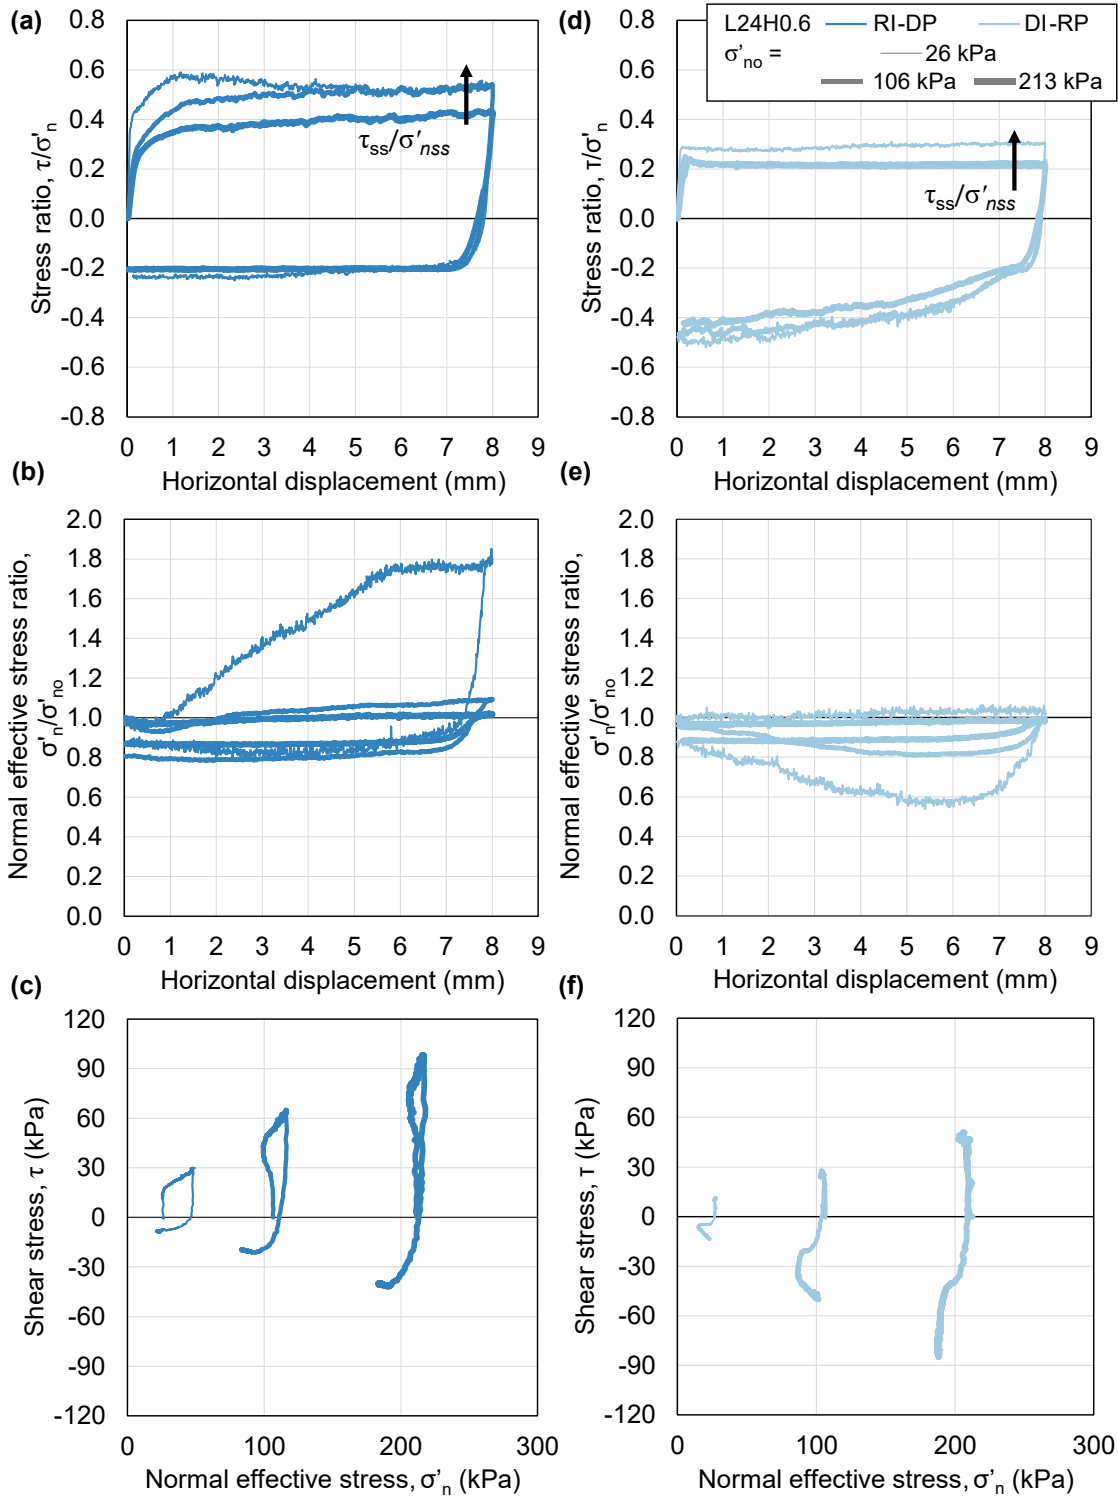 (a)
0.8
0.6
0.4
0.2
0.0
-0.2
-0.4
-0.6
-0.8
Stress ratio, τ/σ'n
τss/σ'nss
0 1 2 3 4 5 6 7 8 9
Horizontal displacement (mm)
(d)
0.8
0.6
0.4
0.2
0.0
-0.2
-0.4
-0.6
-0.8
Stress ratio, τ/σ'n
L24H0.6 RI-DP DI-RP
σ'no = 26 kPa
106 kPa 213 kPa
τss/σ'nss
0 1 2 3 4 5 6 7 8 9
Horizontal displacement (mm)
(b)
2.0
1.8
1.6
1.4
1.2
1.0
0.8
0.6
0.4
0.2
0.0
Normal effective stress ratio,
σ'n/σ'no
0 1 2 3 4 5 6 7 8 9
Horizontal displacement (mm)
(e)
2.0
1.8
1.6
1.4
1.2
1.0
0.8
0.6
0.4
0.2
0.0
Normal effective stress ratio,
σ'n/σ'no
0 1 2 3 4 5 6 7 8 9
Horizontal displacement (mm)
(c)
120
90
60
30
0
-30
-60
-90
-120
Shear stress, τ (kPa)
0 100 200 300
Normal effective stress, σ'n (kPa)
(f)
120
90
60
30
0
-30
-60
-90
-120
Shear stress, τ (kPa)
0 100 200 300
Normal effective stress, σ'n (kPa)